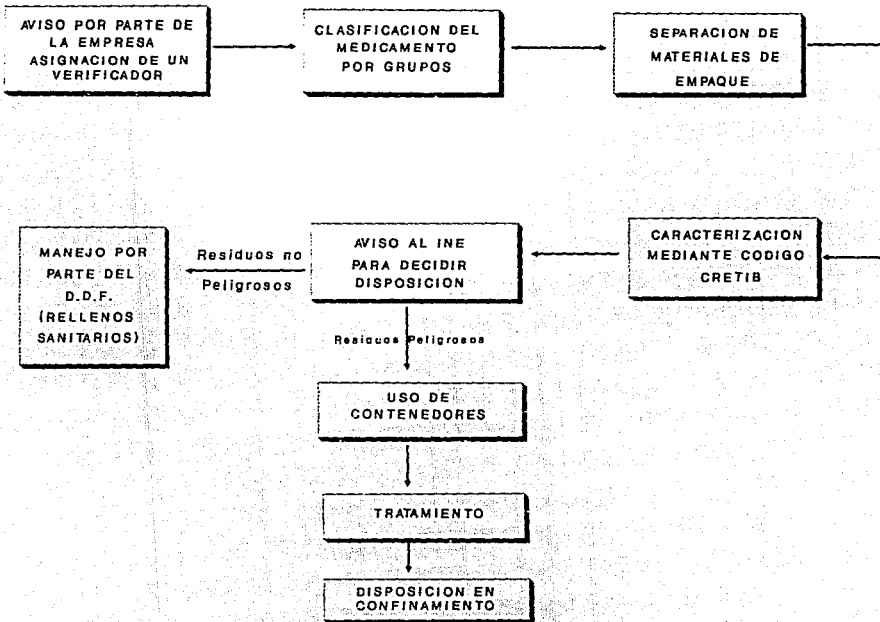 AVISO POR PARTE DE
LA EMPRESA
ASIGNACION DE UN
VERIFICADOR
CLASIFICACION DEL
MEDICAMENTO
POR GRUPOS
SEPARACION DE
MATERIALES DE
EMPAQUE
CARACTERIZACION
MEDIANTE CODIGO
CRETIB
AVISO AL INE
PARA DECIDIR
DISPOSICION
Residuos no
Peligrosos
MANEJO POR
PARTE DEL
D.D.F.
(RELLENOS
SANITARIOS)
Residuos Peligrosos
USO DE
CONTENEDORES
TRATAMIENTO
DISPOSICION EN
CONFINAMIENTO